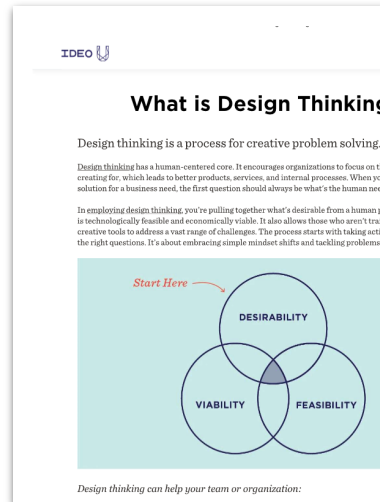 IDEO U
What is Design Thinking
Design thinking is a process for creative problem solving.
Design thinking has a human-centered core. It encourages organizations to focus on
creating for, which leads to better products, services, and internal processes. When
solution for a business need, the first question should always be what's the human
In employing design thinking, you're pulling together what's desirable from a human
is technologically feasible and economically viable. It also allows those who aren't
creative tools to address a vast range of challenges. The process starts with taking
the right questions. It's about embracing simple mindset shifts and tackling problems
Start Here
DESIRABILITY
VIABILITY
FEASIBILITY
Design thinking can help your team or organization: